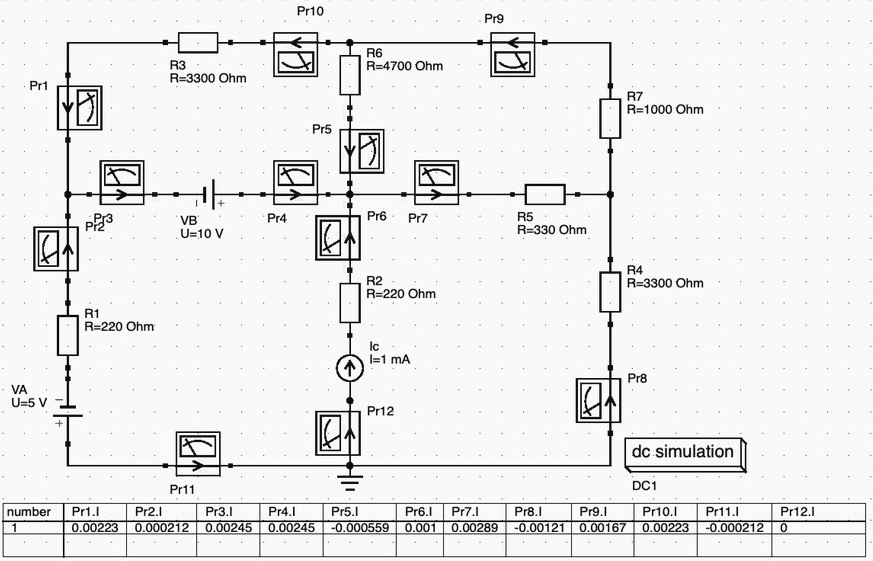 Pr10
Pr9
R3
R=3300 Ohm
R6
R=4700 Ohm
Pr1
R7
R=1000 Ohm
Pr5
Pr3
Pr2
VB
U=10 V
Pr4
Pr6
Pr7
R5
R=330 Ohm
R1
R=220 Ohm
R2
R=220 Ohm
R4
R=3300 Ohm
Ic
I=1 mA
VA
U=5 V
Pr8
Pr12
Pr11
dc simulation
DC1
number Pr1.I Pr2.I Pr3.I Pr4.I Pr5.I Pr6.I Pr7.I Pr8.I Pr9.I Pr10.I Pr11.I Pr12.I
1 0.00223 0.000212 0.00245 0.00245 -0.000559 0.001 0.00289 -0.00121 0.00167 0.00223 -0.000212 0